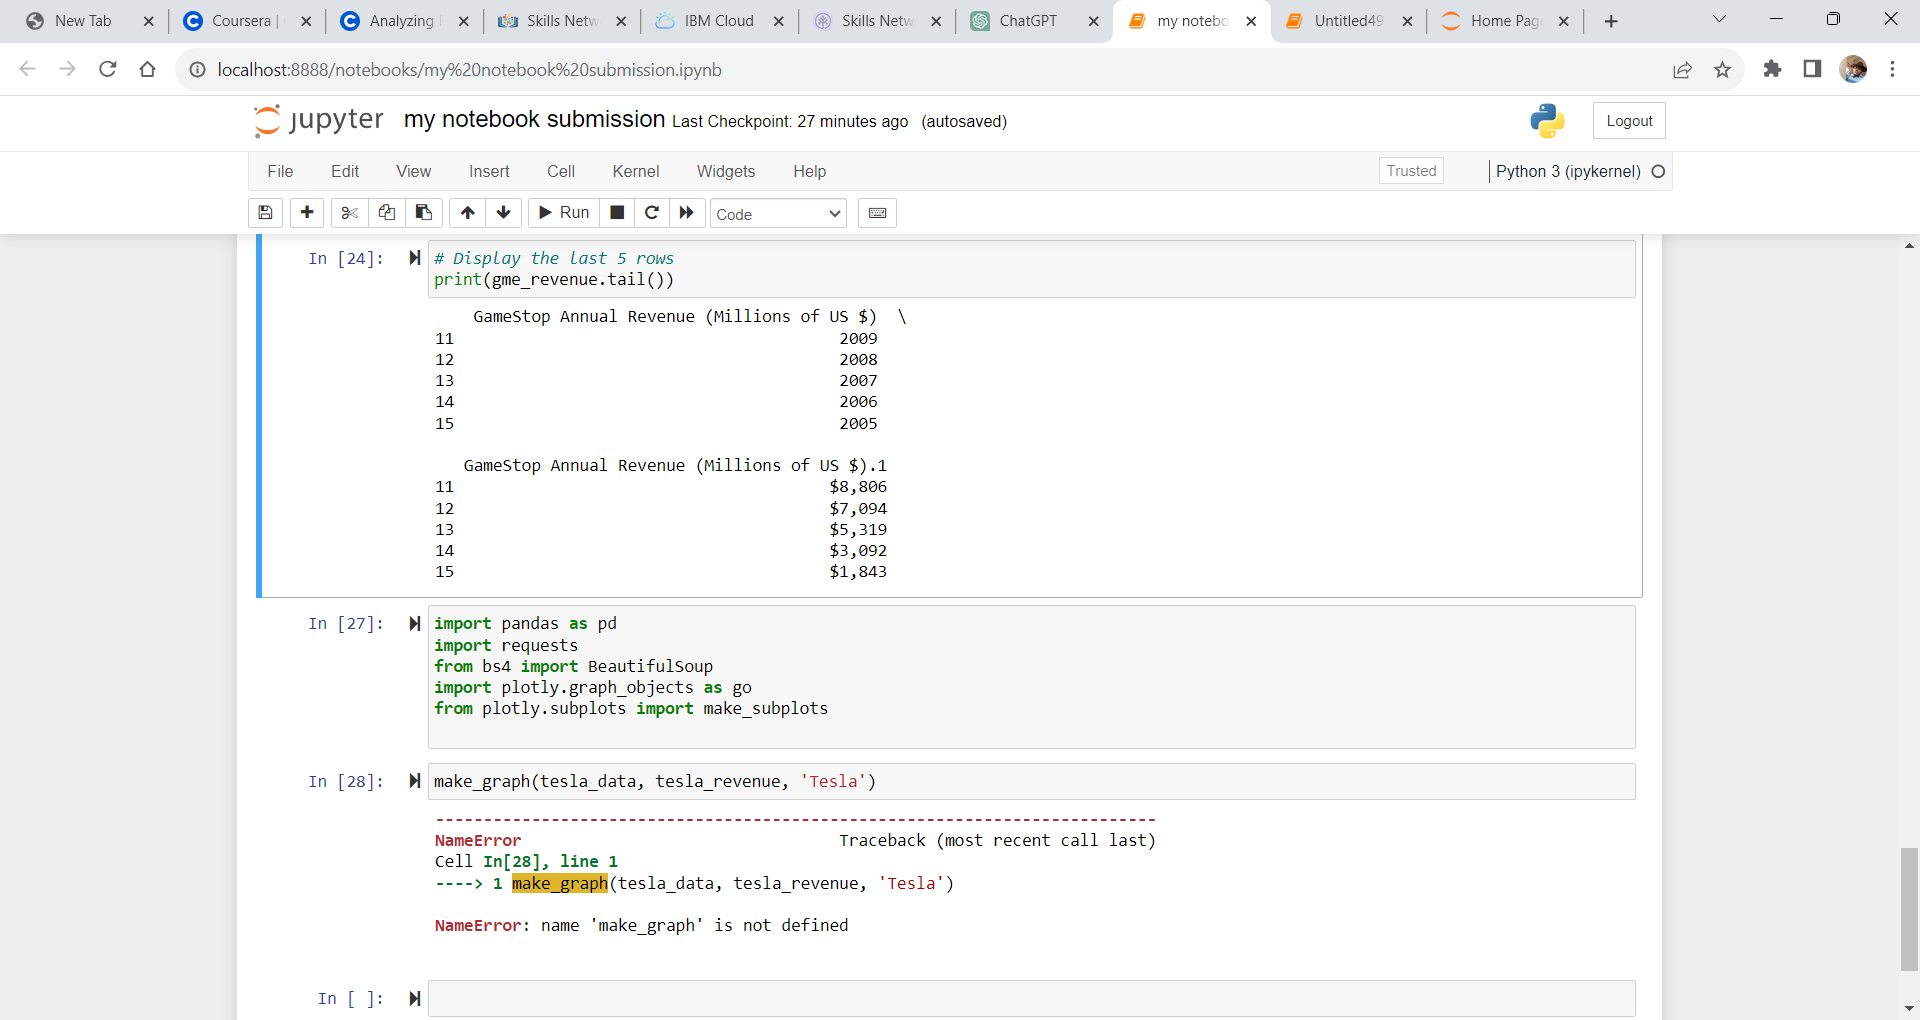 New Tab
Coursera |
Analyzing
Skills Netw
IBM Cloud
Skills Netw
ChatGPT
my notebo
Untitled49
Home Pag
localhost:8888/notebooks/my%20notebook%20submission.ipynb
jupyter my notebook submission Last Checkpoint: 27 minutes ago (autosaved)
Logout
File Edit View Insert Cell Kernel Widgets Help
Trusted Python 3 (ipykernel)
Run Code
In [24]: # Display the last 5 rows
print(gme_revenue.tail())
GameStop Annual Revenue (Millions of US $) \
11 2009
12 2008
13 2007
14 2006
15 2005
GameStop Annual Revenue (Millions of US $).1
11 $8,806
12 $7,094
13 $5,319
14 $3,092
15 $1,843
In [27]: import pandas as pd
import requests
from bs4 import BeautifulSoup
import plotly.graph_objects as go
from plotly.subplots import make_subplots
In [28]: make_graph(tesla_data, tesla_revenue, 'Tesla')
---------------------------------------------------------------------------
NameError Traceback (most recent call last)
Cell In[28], line 1
----> 1 make_graph(tesla_data, tesla_revenue, 'Tesla')
NameError: name 'make_graph' is not defined
In [ ]: